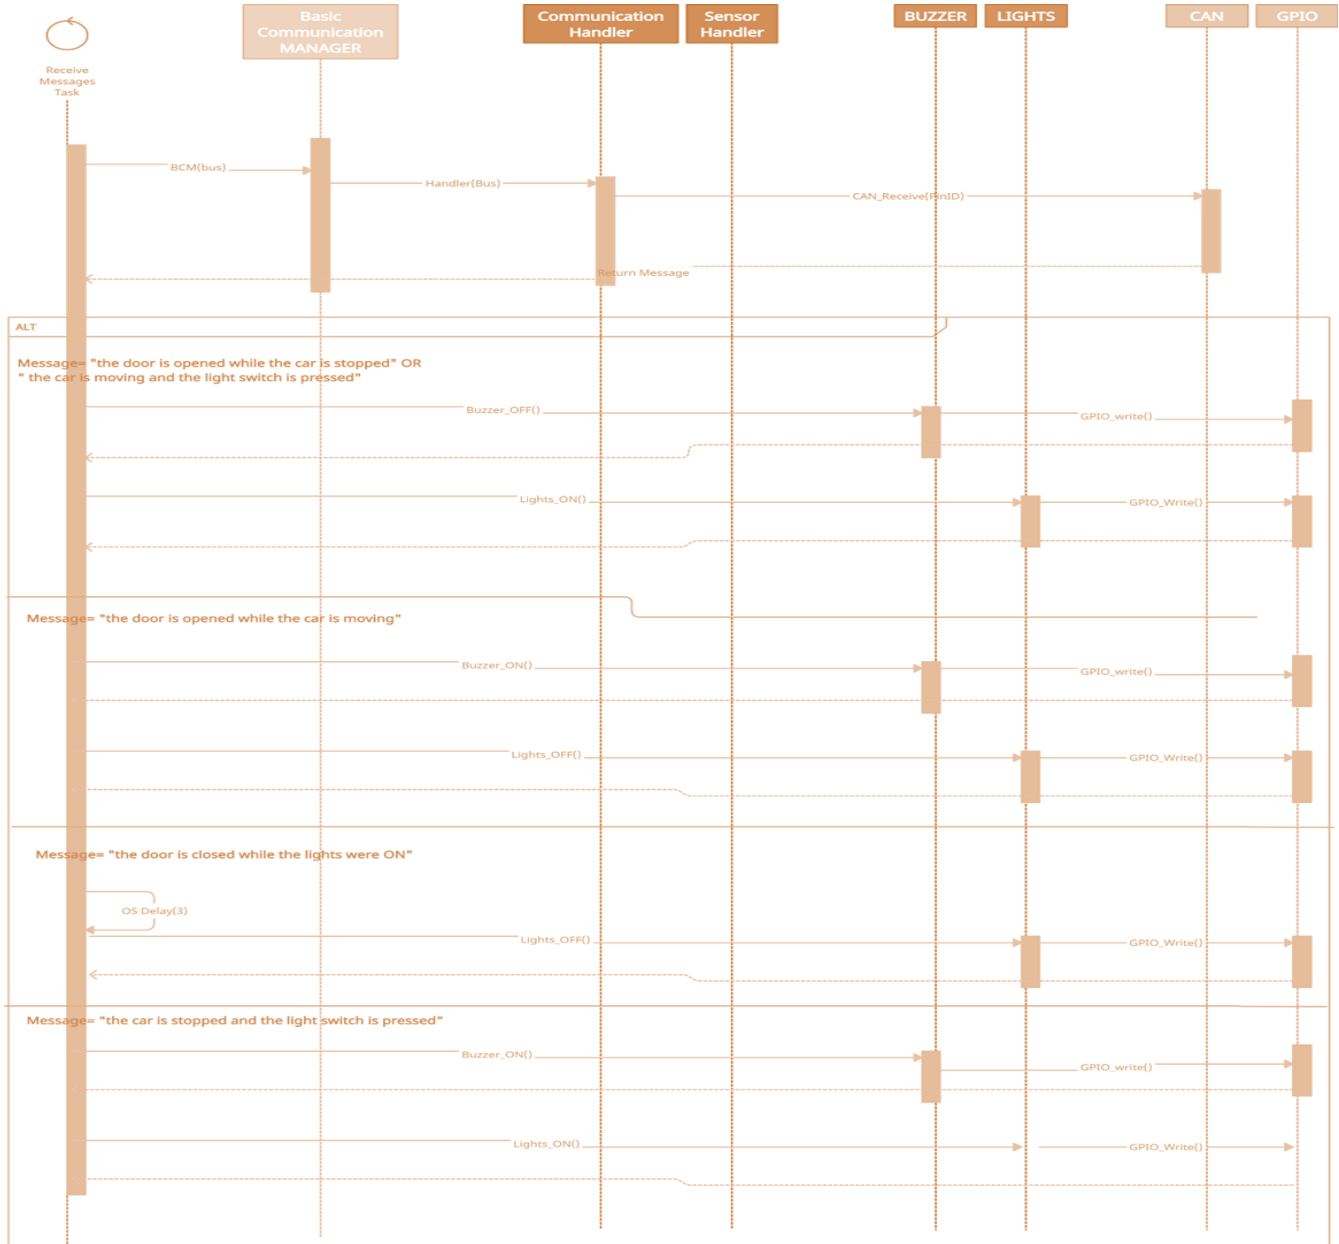 Basic
Communication
MANAGER
Communication
Handler
Sensor
Handler
BUZZER
LIGHTS
CAN
GPIO
Receive
Messages
Task
BCM(bus)
Handler(Bus)
CAN_Receive(PinID)
Return Message
ALT
Message= "the door is opened while the car is stopped" OR
" the car is moving and the light switch is pressed"
Buzzer_OFF()
GPIO_write()
Lights_ON()
GPIO_Write()
Message= "the door is opened while the car is moving"
Buzzer_ON()
GPIO_write()
Lights_OFF()
GPIO_Write()
Message= "the door is closed while the lights were ON"
OS Delay(3)
Lights_OFF()
GPIO_Write()
Message= "the car is stopped and the light switch is pressed"
Buzzer_ON()
GPIO_write()
Lights_ON()
GPIO_Write()